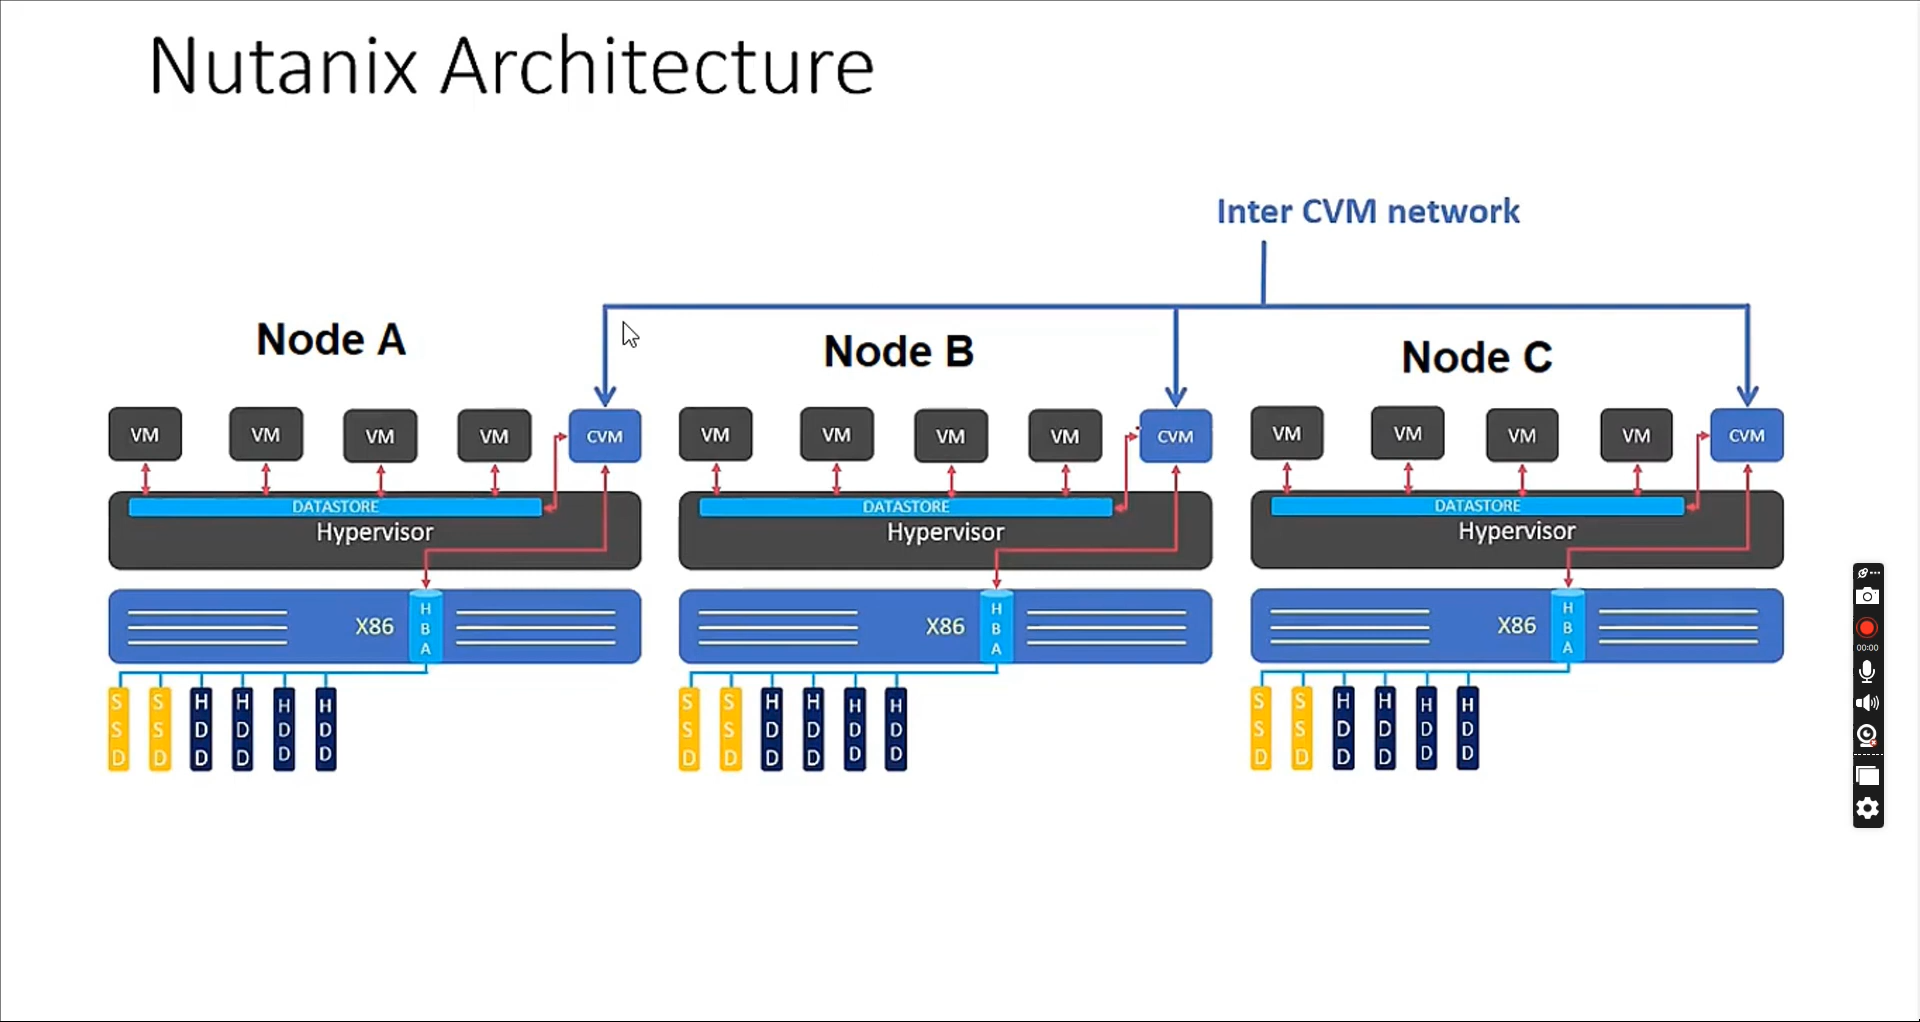 Nutanix Architecture
Inter CVM network
Node A
Node B
Node C
VM VM VM VM CVM
VM VM VM VM CVM
VM VM VM VM CVM
DATASTORE
DATASTORE
DATASTORE
Hypervisor
Hypervisor
Hypervisor
X86 HBA
X86 HBA
X86 HBA
SSD SSD HDD HDD HDD HDD
SSD SSD HDD HDD HDD HDD
SSD SSD HDD HDD HDD HDD
00:00